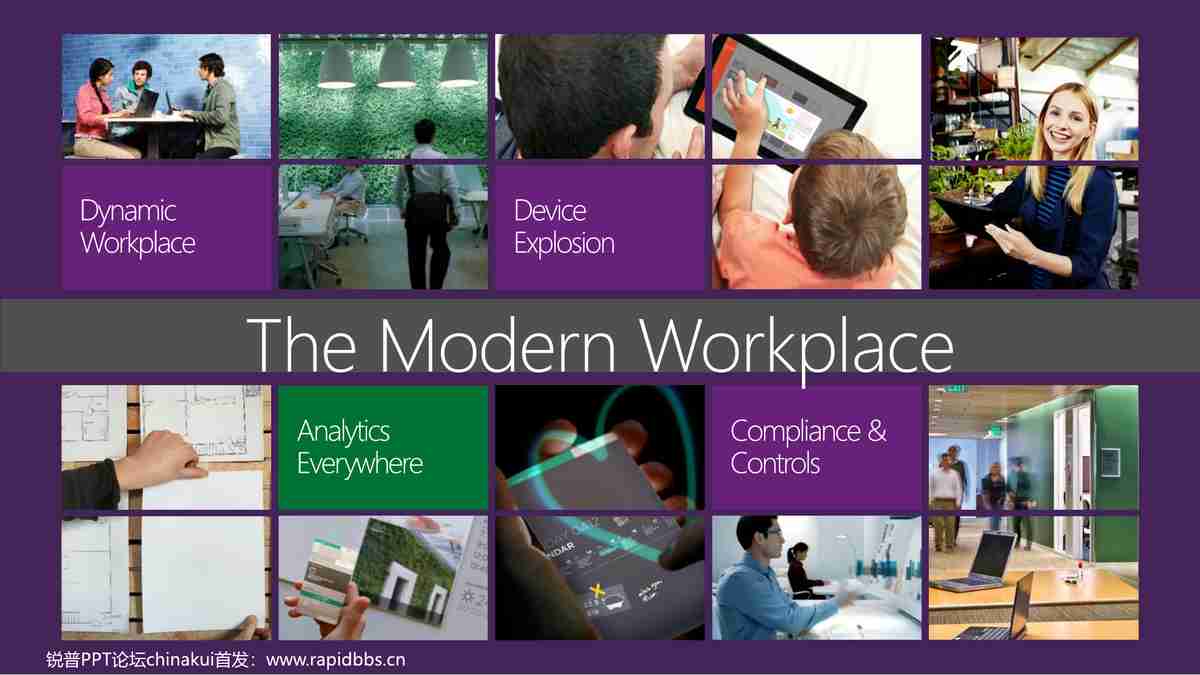 Dynamic
Workplace
Device
Explosion
The Modern Workplace
Analytics
Everywhere
Compliance &
Controls
锐普PPT论坛chinakui首发：www.rapidbbs.cn